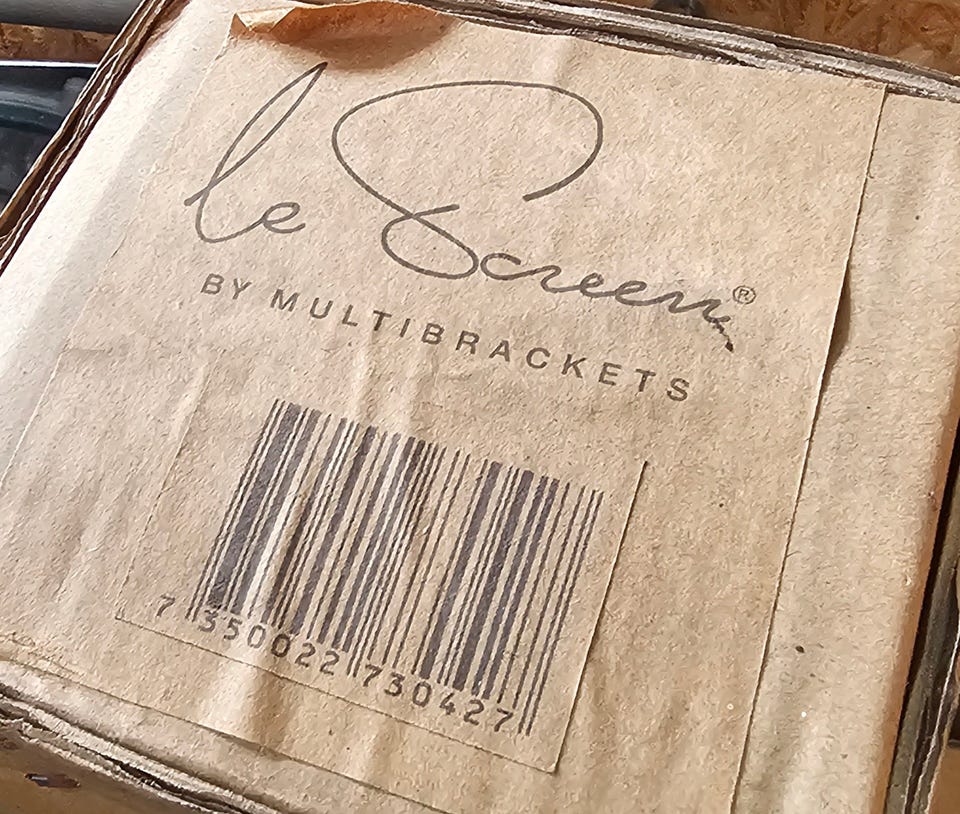 le Screen®
BY MULTIBRACKETS
7 350022 730427